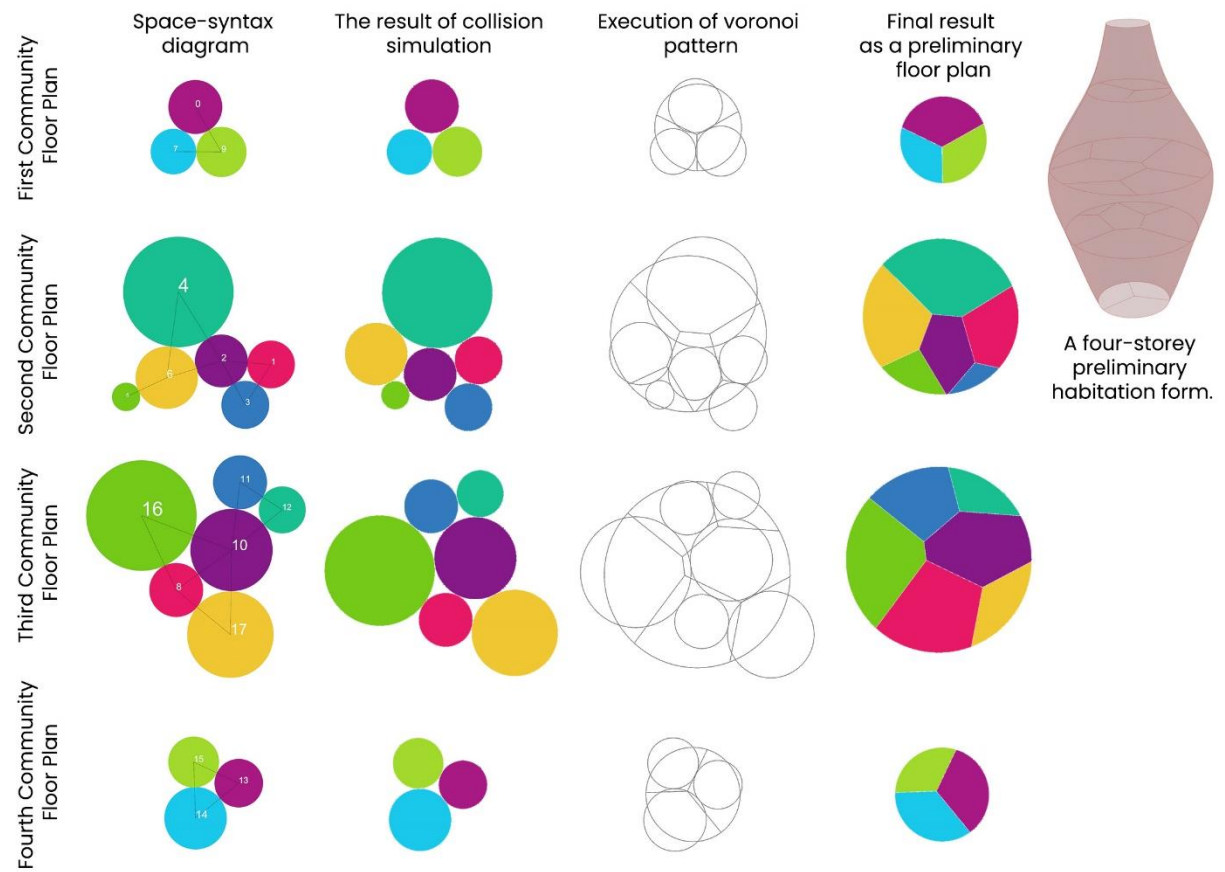 Space-syntax
diagram
The result of collision
simulation
Execution of voronoi
pattern
Final result
as a preliminary
floor plan
First Community
Floor Plan
0
7
9
Second Community
Floor Plan
4
2
1
6
3
A four-storey
preliminary
habitation form.
Third Community
Floor Plan
16
11
12
10
8
17
Fourth Community
Floor Plan
15
13
14